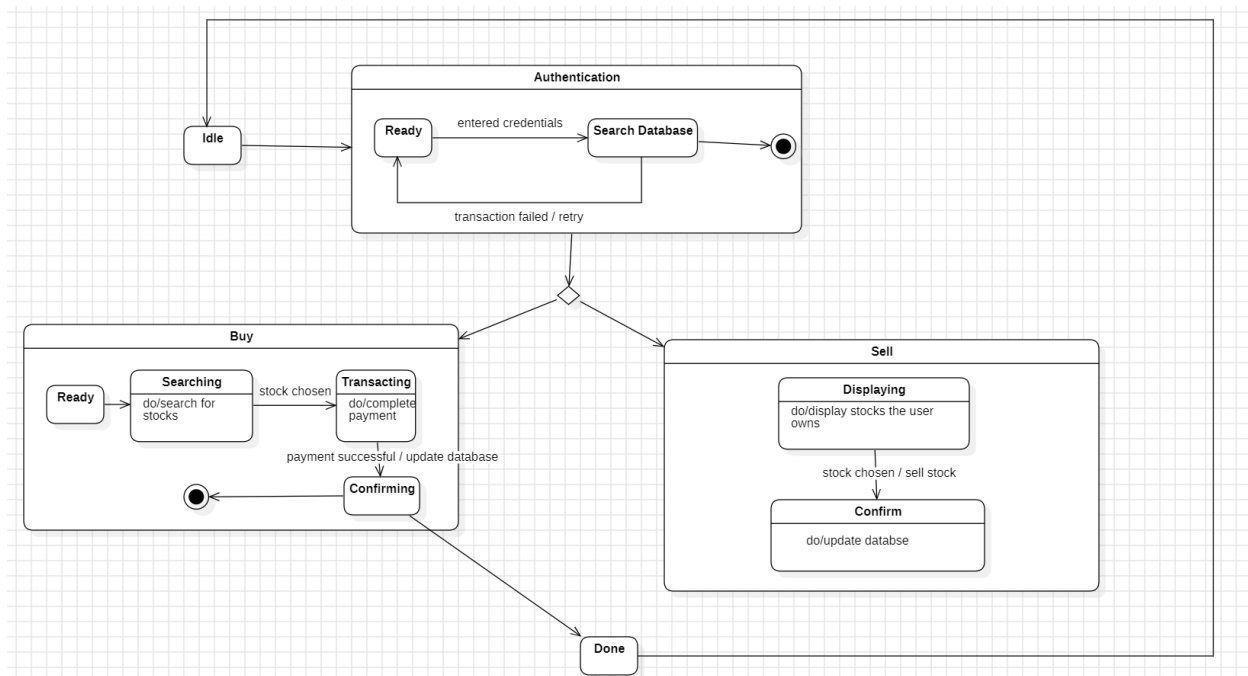 Authentication
Idle
Ready
entered credentials
Search Database
transaction failed / retry
Buy
Ready
Searching
do/search for
stocks
stock chosen
Transacting
do/complete
payment
payment successful / update database
Confirming
Sell
Displaying
do/display stocks the user
owns
stock chosen / sell stock
Confirm
do/update databse
Done